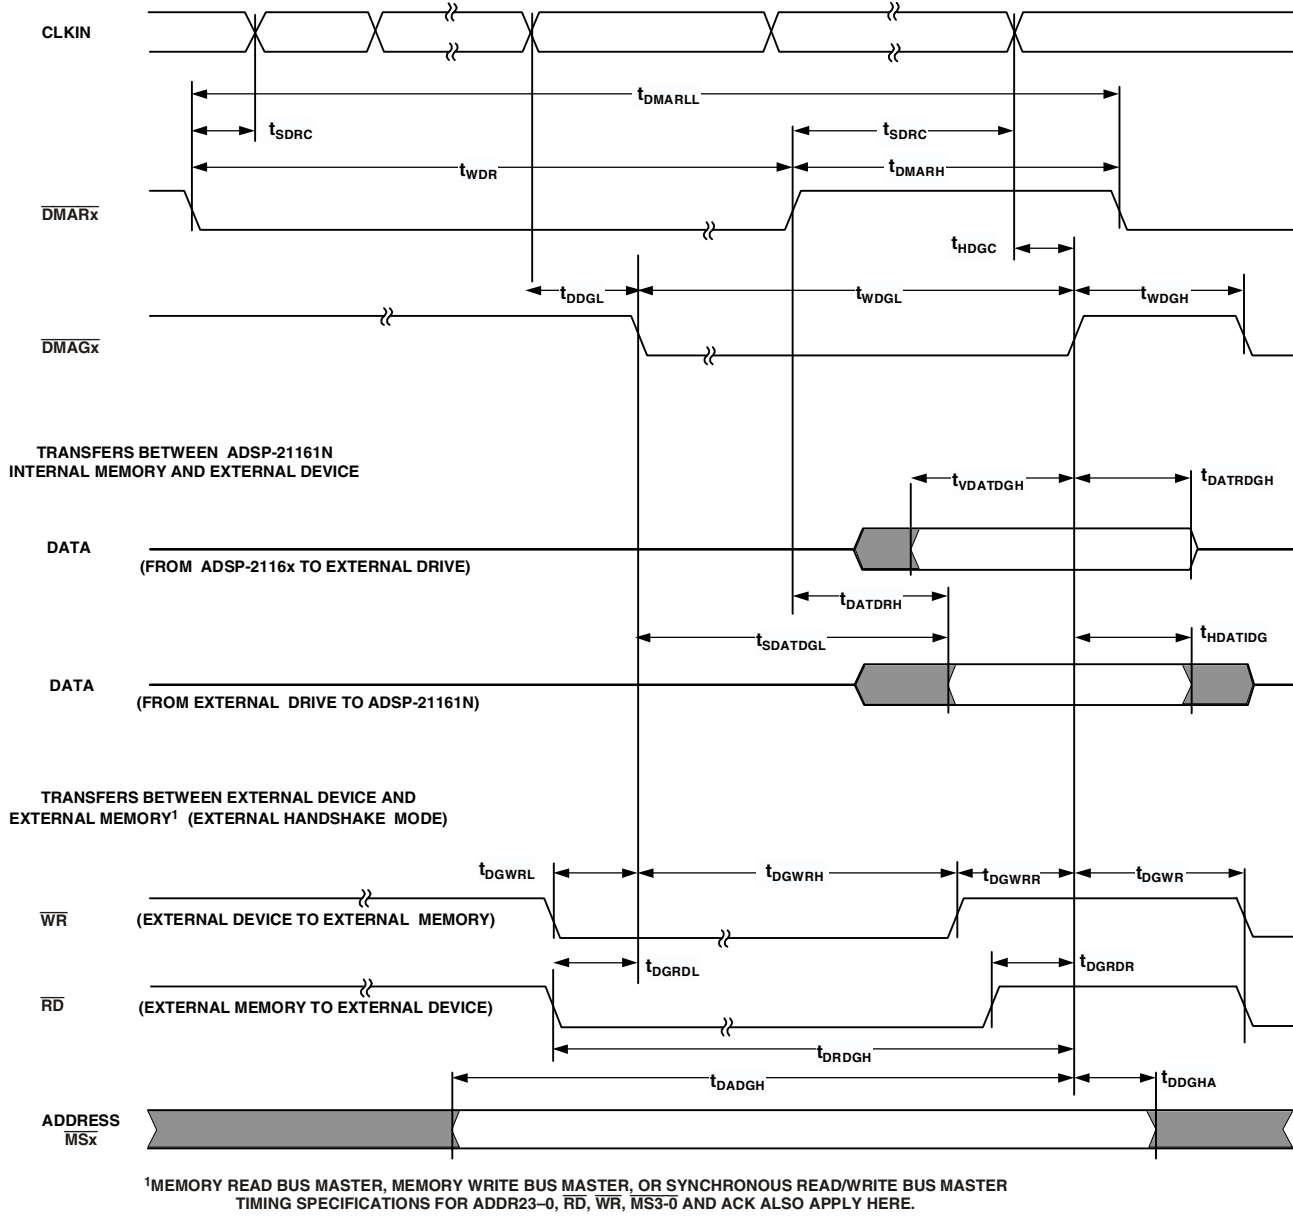 CLKIN
tDMARLL
tSDRC
tSDRC
tWDR
tDMARH
DMARx
tHDGC
tDDGL
tWDGL
tWDGH
DMAGx
TRANSFERS BETWEEN ADSP-21161N
INTERNAL MEMORY AND EXTERNAL DEVICE
tVDATDGH
tDATRDGH
DATA
(FROM ADSP-2116x TO EXTERNAL DRIVE)
tDATDRH
tSDATDGL
tHDATIDG
DATA
(FROM EXTERNAL DRIVE TO ADSP-21161N)
TRANSFERS BETWEEN EXTERNAL DEVICE AND
EXTERNAL MEMORY1 (EXTERNAL HANDSHAKE MODE)
tDGWRL
tDGWRH
tDGWRR
tDGWR
WR
(EXTERNAL DEVICE TO EXTERNAL MEMORY)
tDGRDL
tDGRDR
RD
(EXTERNAL MEMORY TO EXTERNAL DEVICE)
tDRDGH
tDADGH
tDDGHA
ADDRESS
MSx
1MEMORY READ BUS MASTER, MEMORY WRITE BUS MASTER, OR SYNCHRONOUS READ/WRITE BUS MASTER
TIMING SPECIFICATIONS FOR ADDR23–0, RD, WR, MS3-0 AND ACK ALSO APPLY HERE.